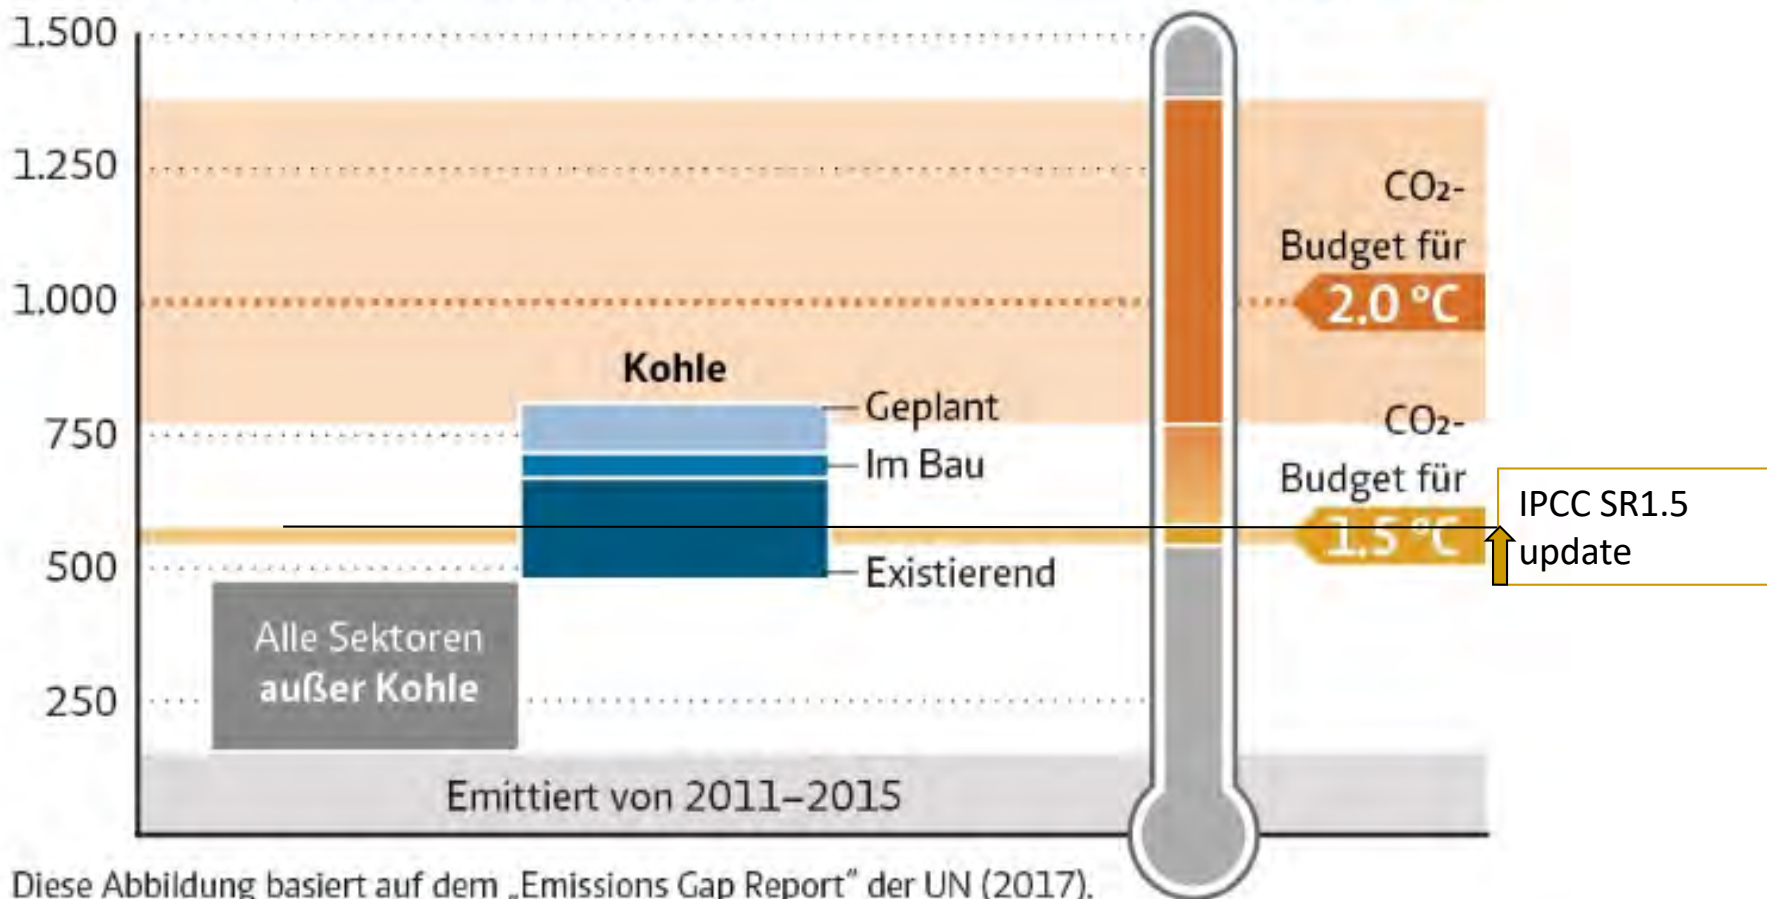 1.500
1.250
1.000
750
500
250
CO₂-
Budget für
2,0 °C
Kohle
Geplant
Im Bau
Existierend
CO₂-
Budget für
1,5 °C
IPCC SR1.5
update
Alle Sektoren
außer Kohle
Emittiert von 2011–2015
Diese Abbildung basiert auf dem „Emissions Gap Report“ der UN (2017).